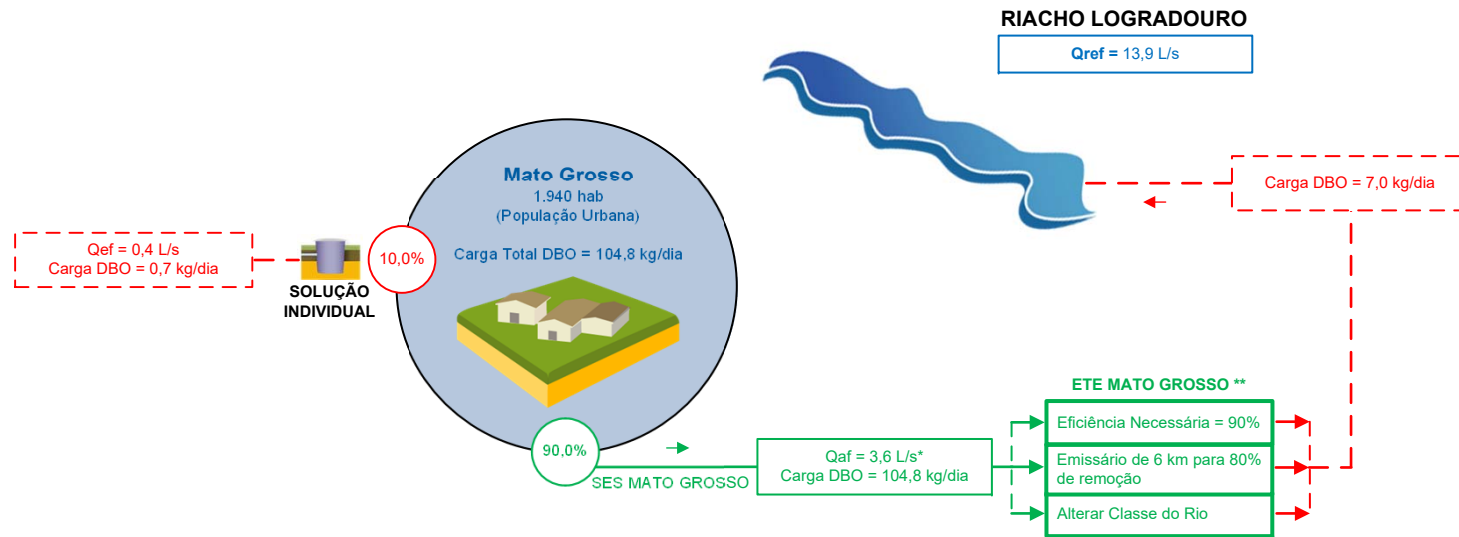 RIACHO LOGRADOURO
Qref = 13,9 L/s
Mato Grosso
1.940 hab
(População Urbana)
Carga Total DBO = 104,8 kg/dia
Carga DBO = 7,0 kg/dia
Qef = 0,4 L/s
Carga DBO = 0,7 kg/dia
10,0%
SOLUÇÃO
INDIVIDUAL
90,0%
SES MATO GROSSO
Qaf = 3,6 L/s*
Carga DBO = 104,8 kg/dia
ETE MATO GROSSO **
Eficiência Necessária = 90%
Emissário de 6 km para 80%
de remoção
Alterar Classe do Rio